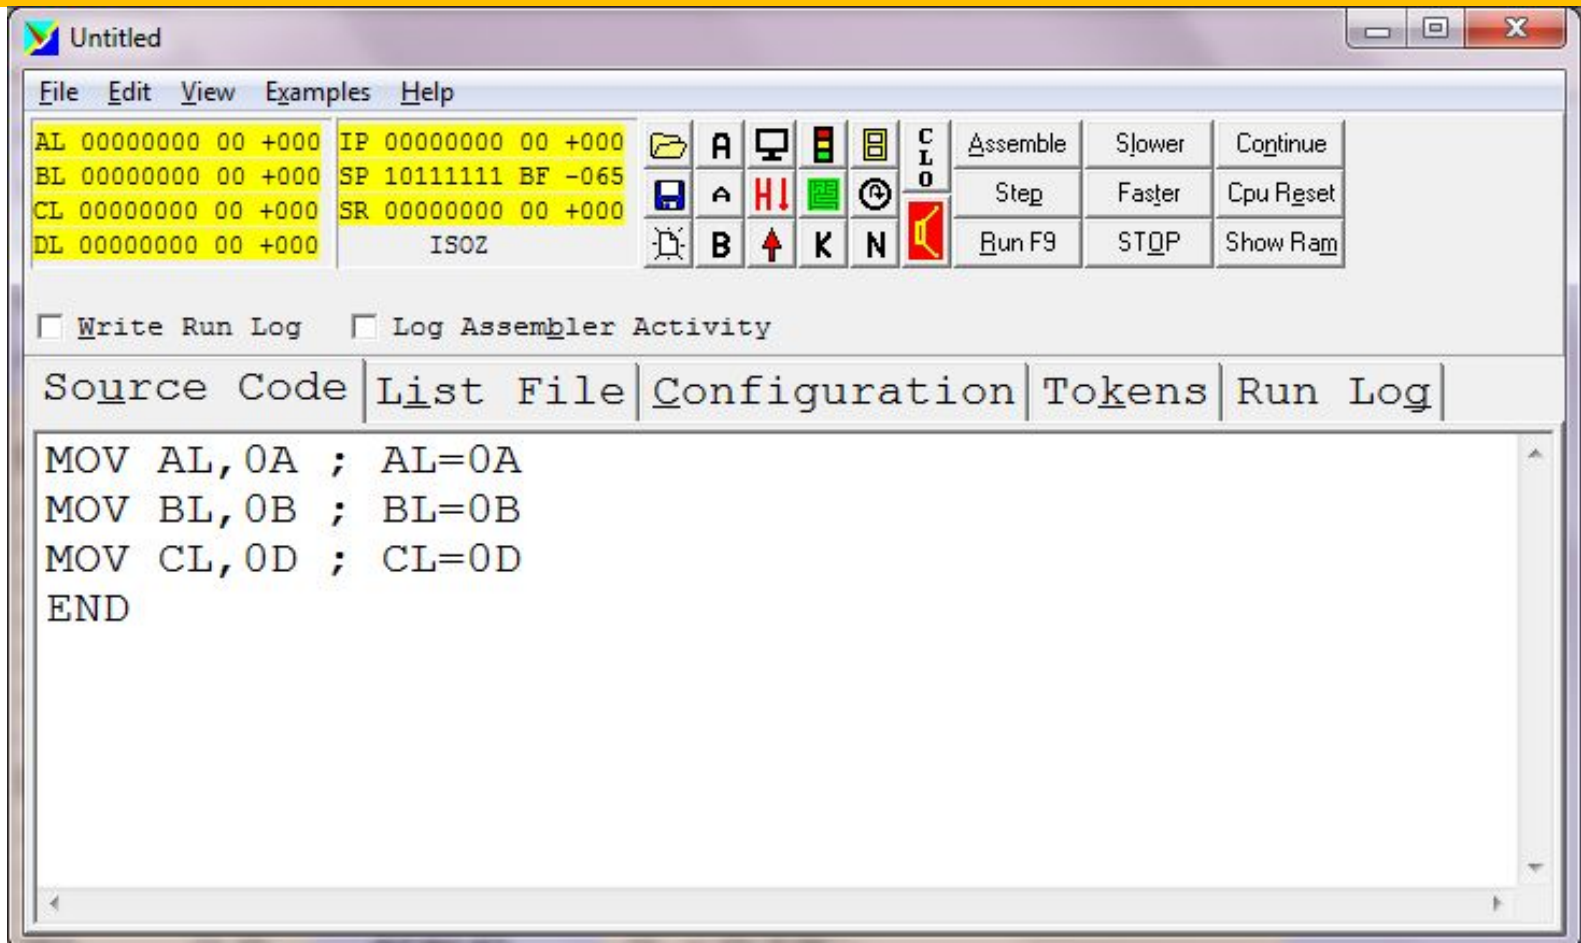 Untitled
File Edit View Examples Help
AL 00000000 00 +000 IP 00000000 00 +000
BL 00000000 00 +000 SP 10111111 BF -065
CL 00000000 00 +000 SR 00000000 00 +000
DL 00000000 00 +000 ISOZ
A C L O
A H
B K N
Assemble Slower Continue
Step Faster Cpu Reset
Run F9 STOP Show Ram
Write Run Log Log Assembler Activity
Source Code List File Configuration Tokens Run Log
MOV AL,0A ; AL=0A
MOV BL,0B ; BL=0B
MOV CL,0D ; CL=0D
END